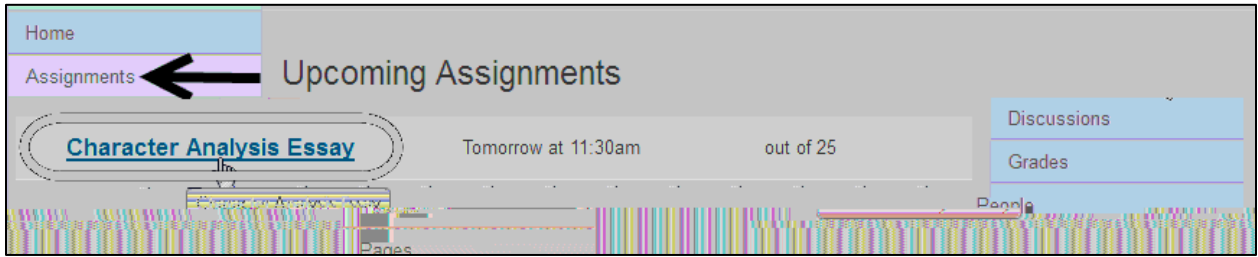 Home
Assignments
Upcoming Assignments
Discussions
Character Analysis Essay
Tomorrow at 11:30am
out of 25
Grades
People
Pages